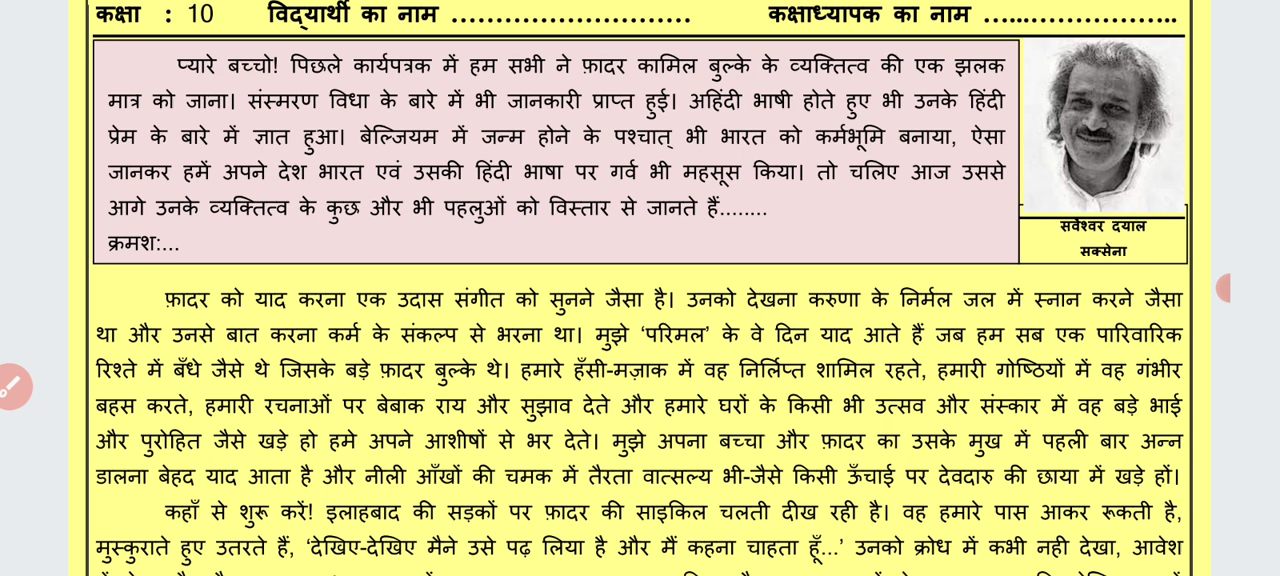 कक्षा : 10 विद्यार्थी का नाम ……………………… कक्षाध्यापक का नाम …...……………..
प्यारे बच्चो! पिछले कार्यपत्रक में हम सभी ने फ़ादर कामिल बुल्के के व्यक्तित्व की एक झलक
मात्र को जाना। संस्मरण विधा के बारे में भी जानकारी प्राप्त हुई। अहिंदी भाषी होते हुए भी उनके हिंदी
प्रेम के बारे में ज्ञात हुआ। बेल्जियम में जन्म होने के पश्चात् भी भारत को कर्मभूमि बनाया, ऐसा
जानकर हमें अपने देश भारत एवं उसकी हिंदी भाषा पर गर्व भी महसूस किया। तो चलिए आज उससे
आगे उनके व्यक्तित्व के कुछ और भी पहलुओं को विस्तार से जानते हैं........
क्रमश:...
सर्वेश्वर दयाल
सक्सेना
फ़ादर को याद करना एक उदास संगीत को सुनने जैसा है। उनको देखना करुणा के निर्मल जल में स्नान करने जैसा
था और उनसे बात करना कर्म के संकल्प से भरना था। मुझे ‘परिमल’ के वे दिन याद आते हैं जब हम सब एक पारिवारिक
रिश्ते में बँधे जैसे थे जिसके बड़े फ़ादर बुल्के थे। हमारे हँसी-मज़ाक में वह निर्लिप्त शामिल रहते, हमारी गोष्ठियों में वह गंभीर
बहस करते, हमारी रचनाओं पर बेबाक राय और सुझाव देते और हमारे घरों के किसी भी उत्सव और संस्कार में वह बड़े भाई
और पुरोहित जैसे खड़े हो हमे अपने आशीषों से भर देते। मुझे अपना बच्चा और फ़ादर का उसके मुख में पहली बार अन्न
डालना बेहद याद आता है और नीली आँखों की चमक में तैरता वात्सल्य भी-जैसे किसी ऊँचाई पर देवदारु की छाया में खड़े हों।
कहाँ से शुरू करें! इलाहबाद की सड़कों पर फ़ादर की साइकिल चलती दीख रही है। वह हमारे पास आकर रूकती है,
मुस्कुराते हुए उतरते हैं, ‘देखिए-देखिए मैने उसे पढ़ लिया है और मैं कहना चाहता हूँ...’ उनको क्रोध में कभी नही देखा, आवेश